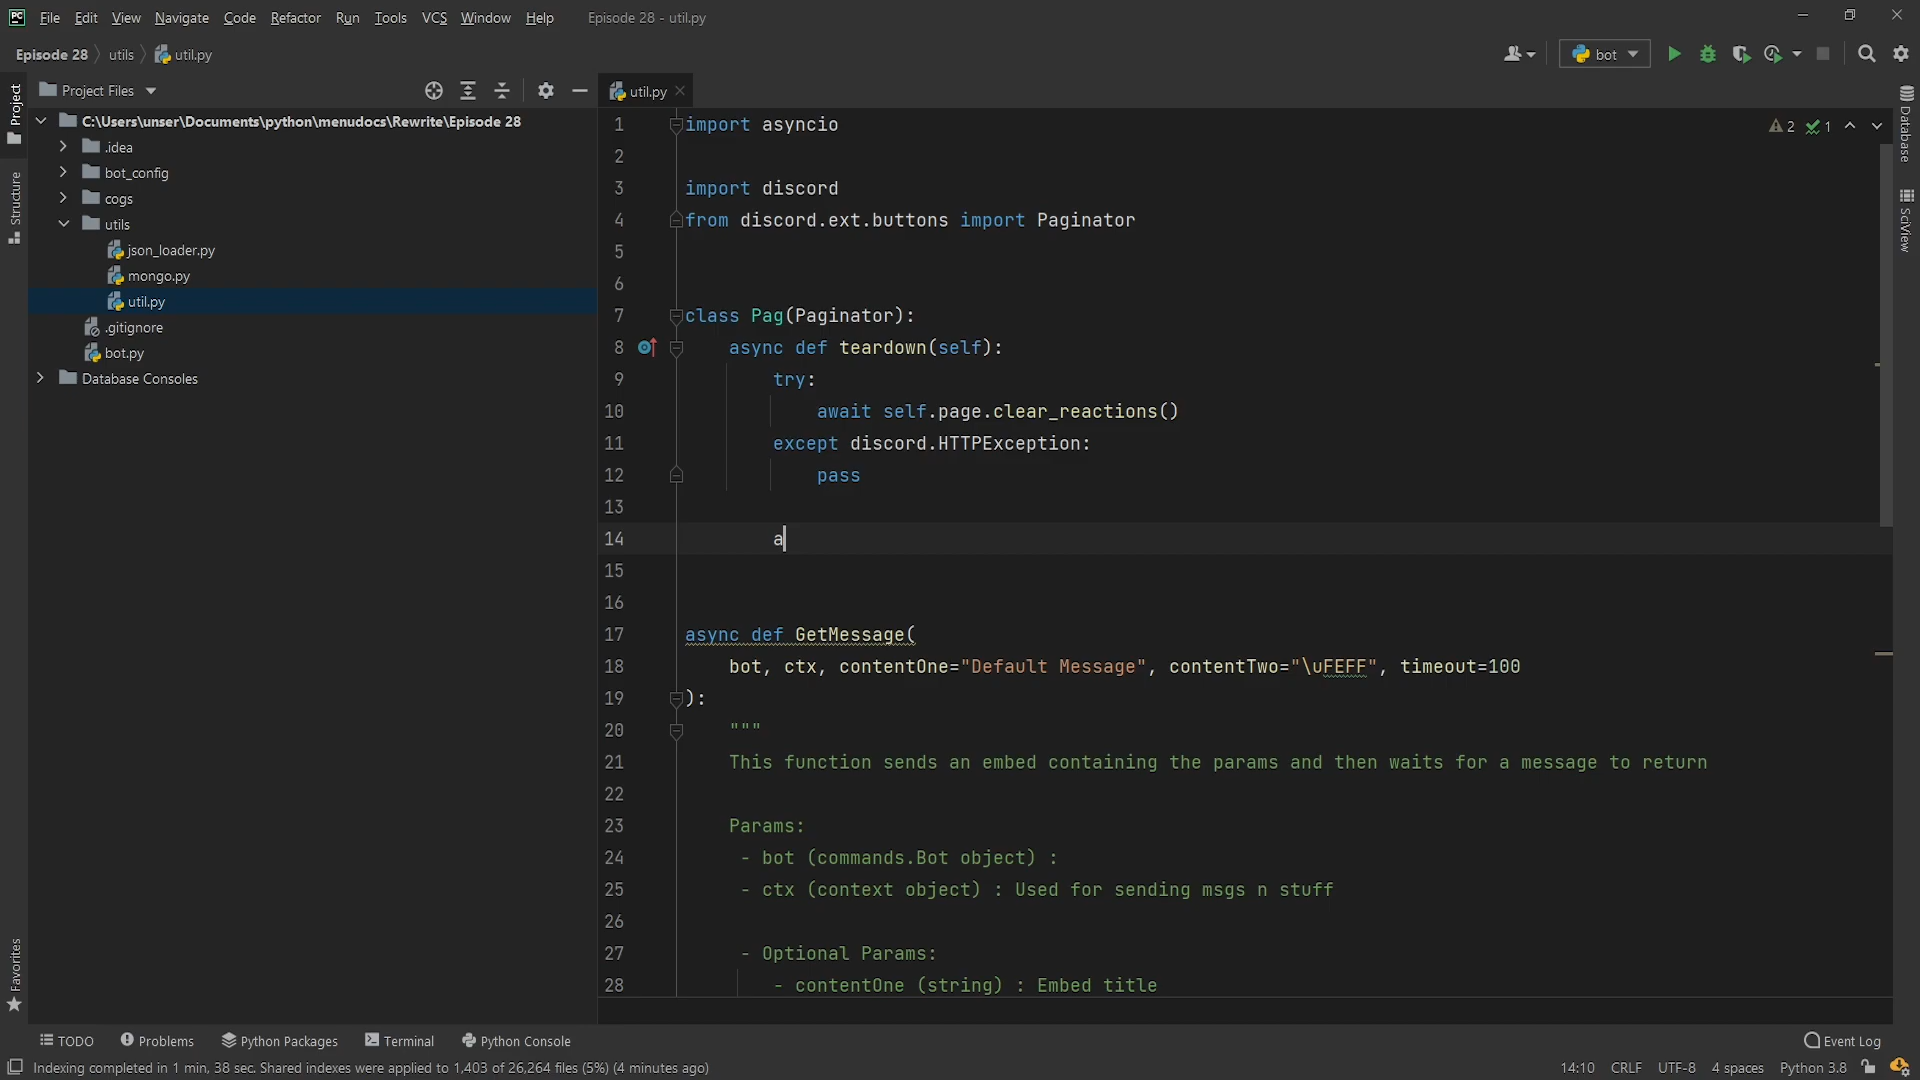 PC File Edit View Navigate Code Refactor Run Tools VCS Window Help Episode 28 - util.py
Episode 28 utils util.py bot
Project Files
util.py
C:\Users\unser\Documents\python\menudocs\Rewrite\Episode 28
.idea
bot_config
cogs
utils
json_loader.py
mongo.py
util.py
.gitignore
bot.py
Database Consoles
Project
Structure
Favorites
2 1
1 import asyncio
2
3 import discord
4 from discord.ext.buttons import Paginator
5
6
7 class Pag(Paginator):
8 async def teardown(self):
9 try:
10 await self.page.clear_reactions()
11 except discord.HTTPException:
12 pass
13
14 a
15
16
17 async def GetMessage(
18 bot, ctx, contentOne="Default Message", contentTwo="\uFEFF", timeout=100
19 ):
20 """
21 This function sends an embed containing the params and then waits for a message to return
22
23 Params:
24 - bot (commands.Bot object) :
25 - ctx (context object) : Used for sending msgs n stuff
26
27 - Optional Params:
28 - contentOne (string) : Embed title
Database
SciView
TODO Problems Python Packages Terminal Python Console Event Log
Indexing completed in 1 min, 38 sec. Shared indexes were applied to 1,403 of 26,264 files (5%) (4 minutes ago) 14:10 CRLF UTF-8 4 spaces Python 3.8